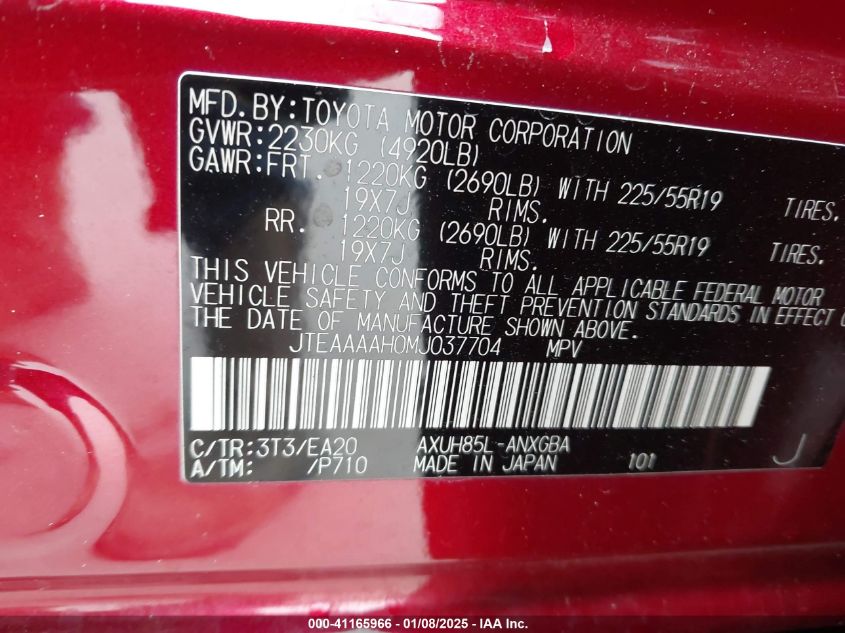 MFD. BY: TOYOTA MOTOR CORPORATION
GVWR: 2230KG (4920LB)
GAWR: FRT. 1220KG (2690LB) WITH 225/55R19 TIRES.
19X7J RIMS.
RR. 1220KG (2690LB) WITH 225/55R19 TIRES.
19X7J RIMS.
THIS VEHICLE CONFORMS TO ALL APPLICABLE FEDERAL MOTOR
VEHICLE SAFETY AND THEFT PREVENTION STANDARDS IN EFFECT
THE DATE OF MANUFACTURE SHOWN ABOVE.
JTEAAAAH0MJ037704 MPV
C/TR: 3T3/EA20 AXUH85L-ANXGBA
A/TM: /P710 MADE IN JAPAN 101 J
000-41165966 - 01/08/2025 - IAA Inc.